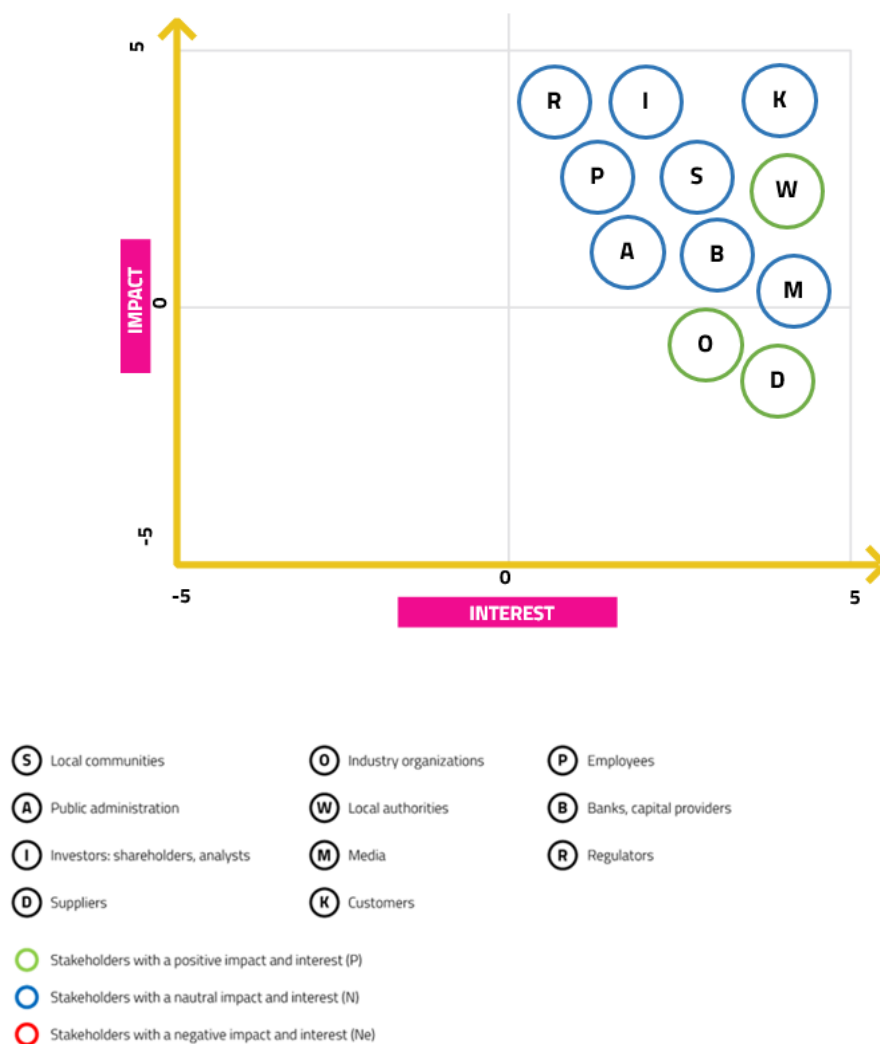 5
R
I
K
P
S
W
A
B
M
IMPACT
0
O
D
-5
0
-5
5
INTEREST
S Local communities
O Industry organizations
P Employees
A Public administration
W Local authorities
B Banks, capital providers
I Investors: shareholders, analysts
M Media
R Regulators
D Suppliers
K Customers
Stakeholders with a positive impact and interest (P)
Stakeholders with a nautral impact and interest (N)
Stakeholders with a negative impact and interest (Ne)